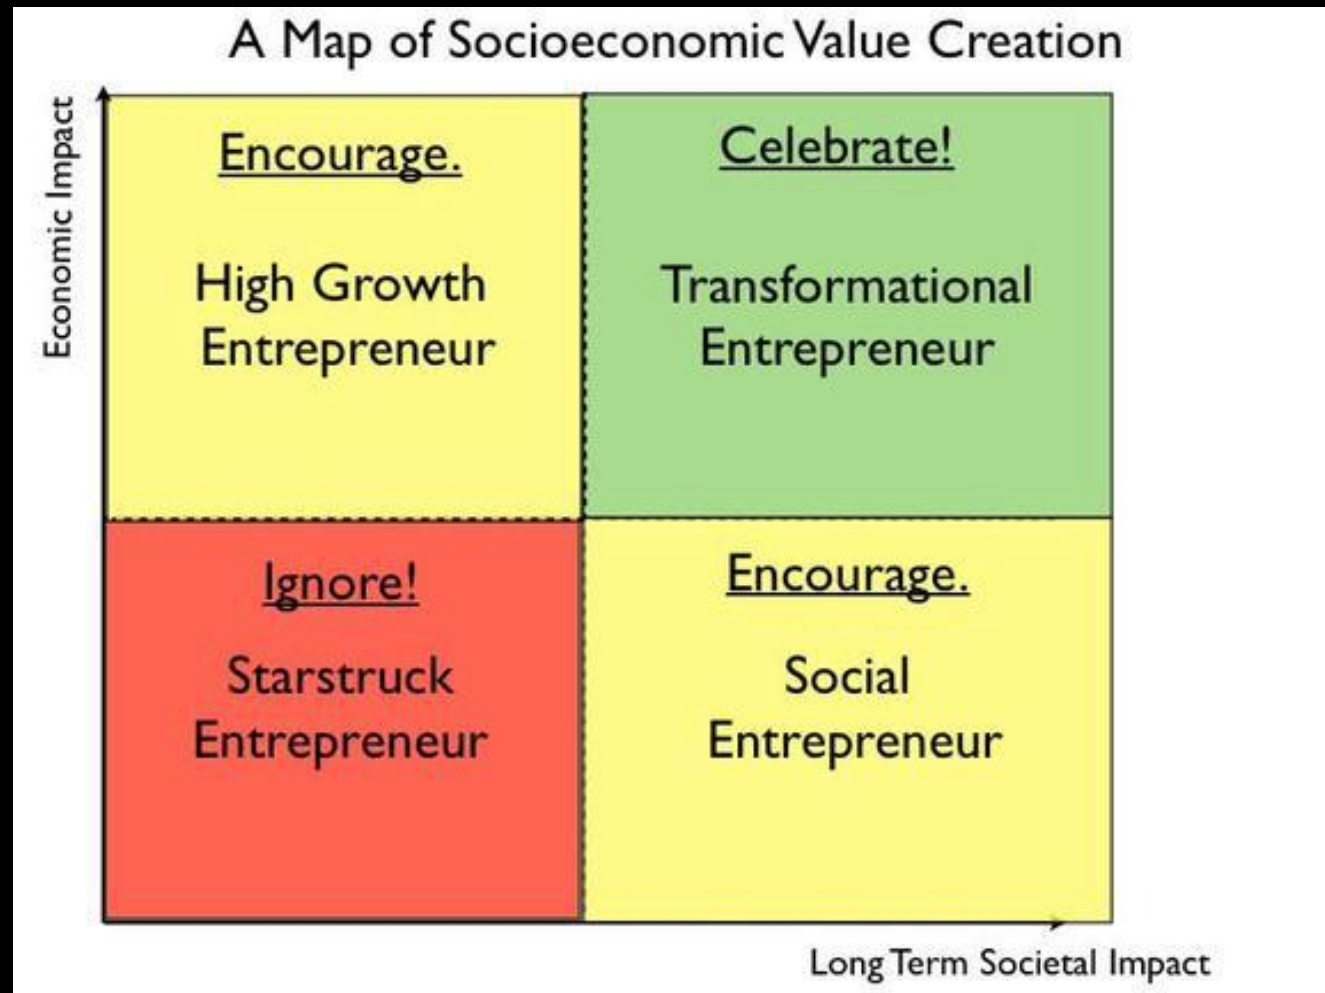 A Map of Socioeconomic Value Creation
Economic Impact
Encourage.
High Growth
Entrepreneur
Celebrate!
Transformational
Entrepreneur
Ignore!
Starstruck
Entrepreneur
Encourage.
Social
Entrepreneur
Long Term Societal Impact